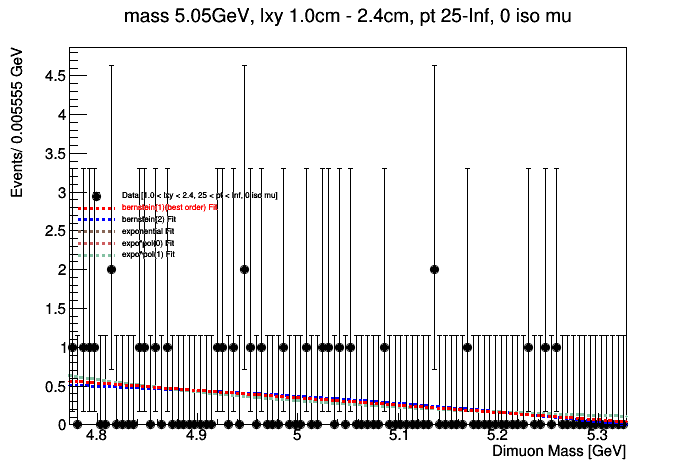 mass 5.05GeV, lxy 1.0cm - 2.4cm, pt 25-Inf, 0 iso mu
Events/ 0.005555 GeV
4.5
4
3.5
3
Data [1.0 < lxy < 2.4, 25 < pt < Inf, 0 iso mu]
bernstein[1](best order) Fit
bernstein[2] Fit
exponential Fit
expo*pol(0) Fit
expo*pol(1) Fit
2.5
2
1.5
1
0.5
0
4.8 4.9 5 5.1 5.2 5.3
Dimuon Mass [GeV]